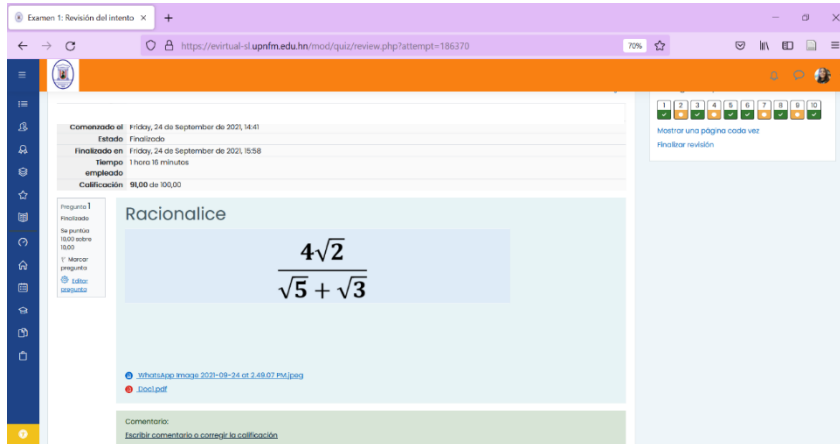 Examen 1: Revisión del intento
https://evirtual-sl.upnfm.edu.hn/mod/quiz/review.php?attempt=186370
70%
1 2 3 4 5 6 7 8 9 10
Mostrar una página cada vez
Finalizar revisión
Comenzado el Friday, 24 de September de 2021, 14:41
Estado Finalizado
Finalizado en Friday, 24 de September de 2021, 15:58
Tiempo empleado 1 hora 16 minutos
Calificación 91,00 de 100,00
Pregunta 1
Finalizado
Se puntúa
10,00 sobre
10,00
Marcar
pregunta
Editar
pregunta
Racionalice
4√2
√5 + √3
WhatsApp Image 2021-09-24 at 2.49.07 PM.jpeg
Doc1.pdf
Comentario:
Escribir comentario o corregir la calificación